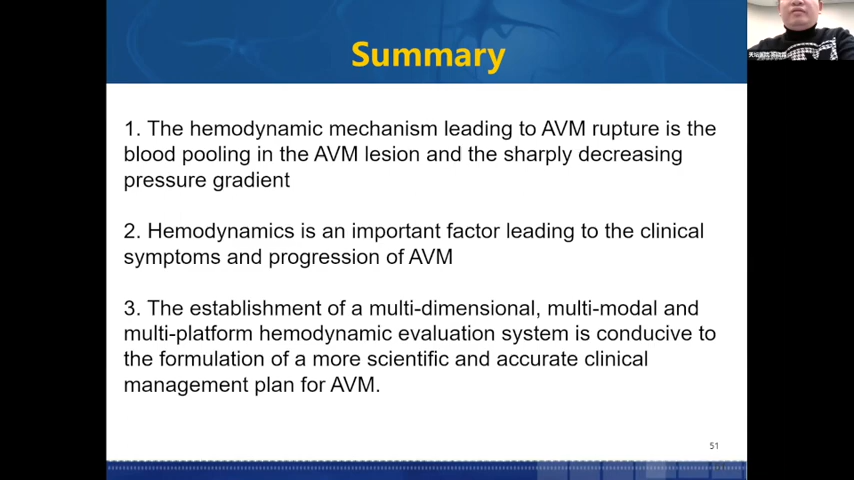 Summary
1. The hemodynamic mechanism leading to AVM rupture is the
blood pooling in the AVM lesion and the sharply decreasing
pressure gradient
2. Hemodynamics is an important factor leading to the clinical
symptoms and progression of AVM
3. The establishment of a multi-dimensional, multi-modal and
multi-platform hemodynamic evaluation system is conducive to
the formulation of a more scientific and accurate clinical
management plan for AVM.
51